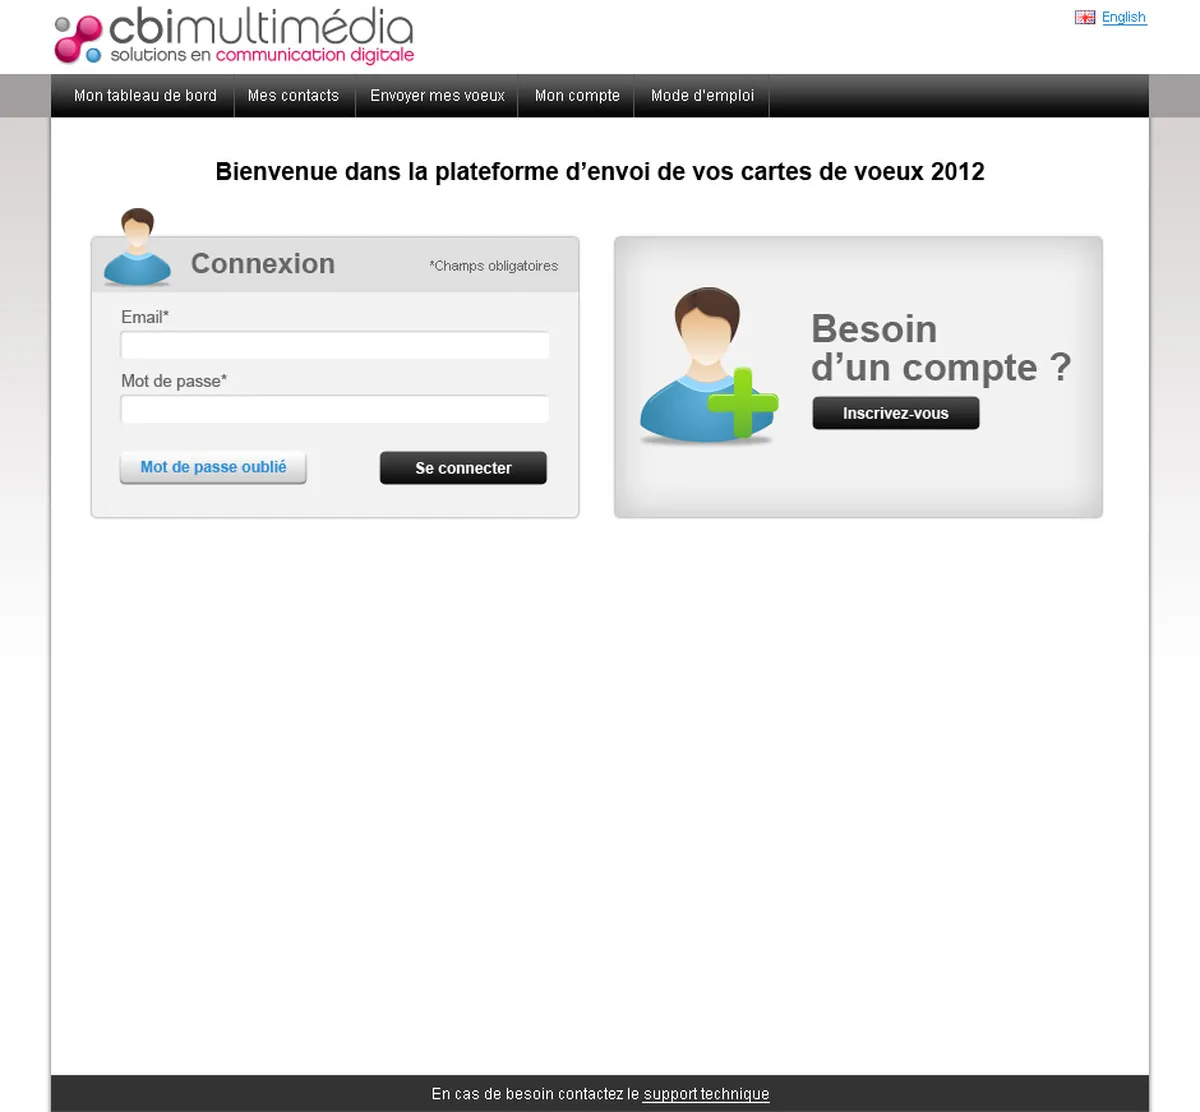 cbimultimédia
solutions en communication digitale
English
Mon tableau de bord
Mes contacts
Envoyer mes voeux
Mon compte
Mode d'emploi
Bienvenue dans la plateforme d’envoi de vos cartes de voeux 2012
Connexion
*Champs obligatoires
Email*
Mot de passe*
Mot de passe oublié
Se connecter
Besoin
d’un compte ?
Inscrivez-vous
En cas de besoin contactez le support technique